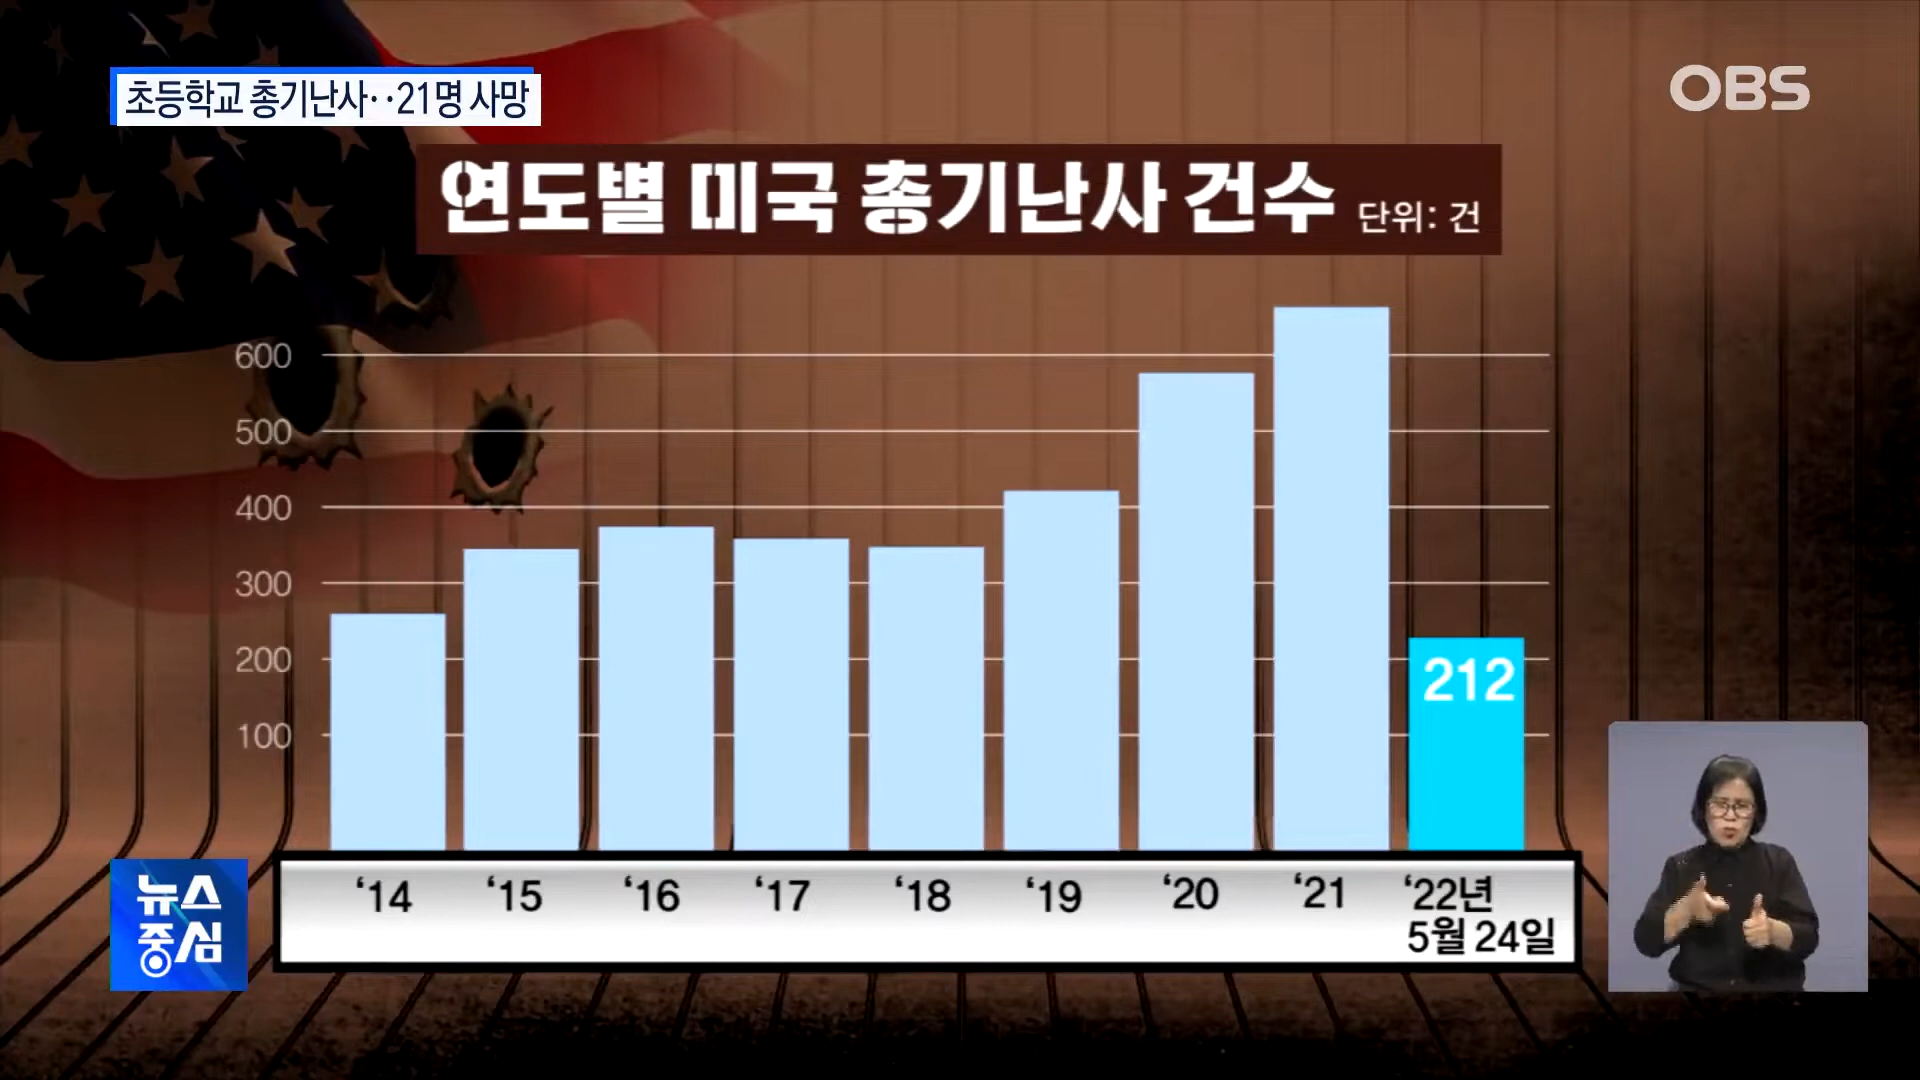 초등학교 총기난사‥21명 사망
OBS
연도별 미국 총기난사 건수 단위: 건
600
500
400
300
200
100
212
‘14 ‘15 ‘16 ‘17 ‘18 ‘19 ‘20 ‘21 ‘22년
5월 24일
뉴스
중심